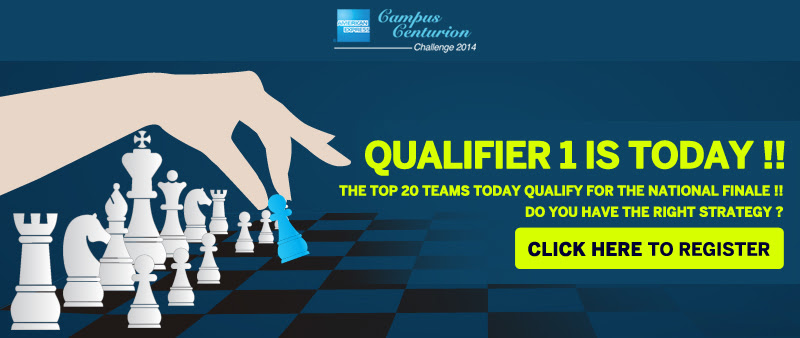 AMERICAN
EXPRESS
Campus
Centurion
Challenge 2014
QUALIFIER 1 IS TODAY !!
THE TOP 20 TEAMS TODAY QUALIFY FOR THE NATIONAL FINALE !!
DO YOU HAVE THE RIGHT STRATEGY ?
CLICK HERE TO REGISTER